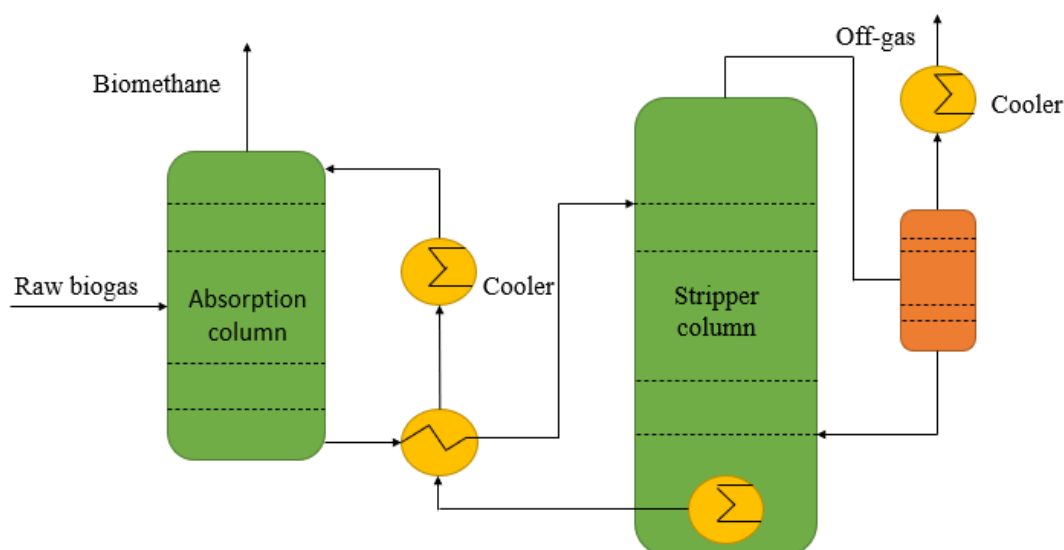 Off-gas
Biomethane
Cooler
Raw biogas
Absorption
column
Cooler
Stripper
column